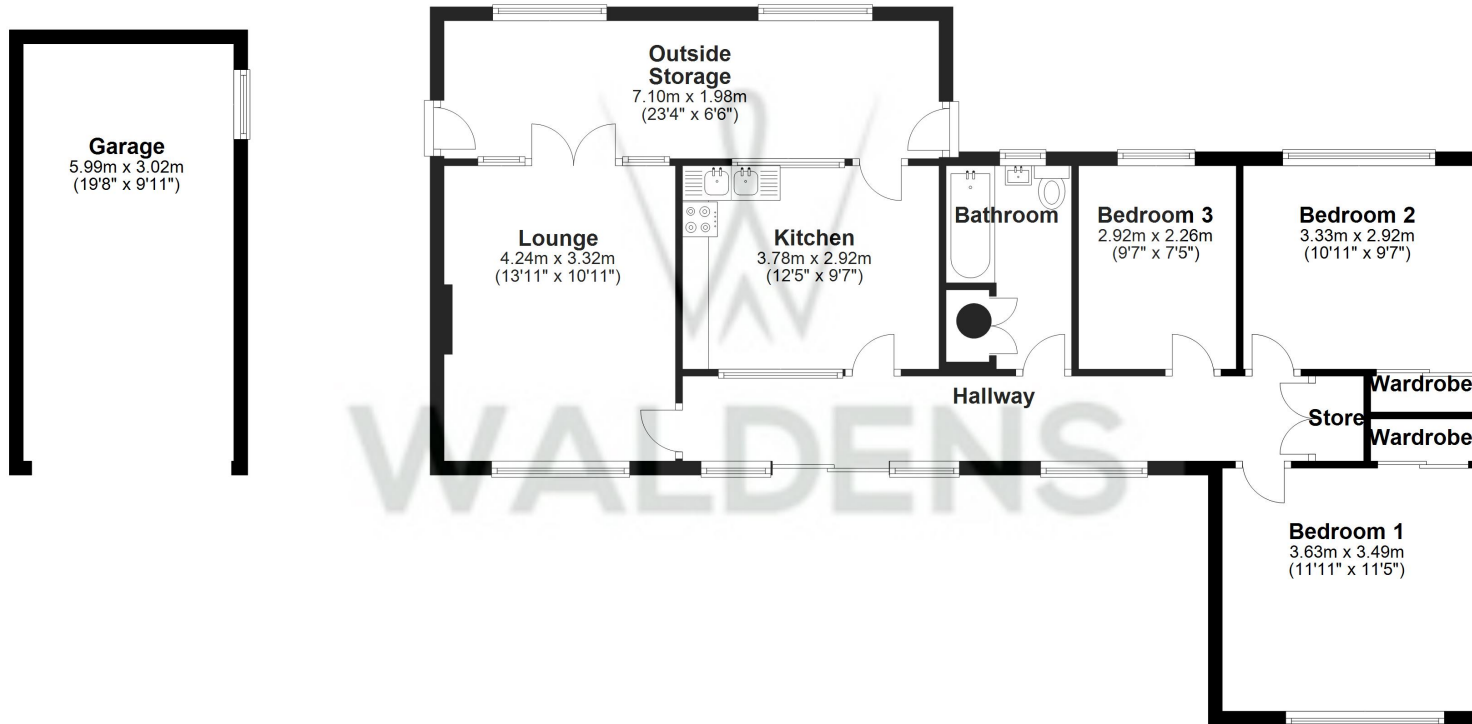 Garage
5.99m x 3.02m
(19'8" x 9'11")
Outside
Storage
7.10m x 1.98m
(23'4" x 6'6")
Lounge
4.24m x 3.32m
(13'11" x 10'11")
Kitchen
3.78m x 2.92m
(12'5" x 9'7")
Bathroom
Bedroom 3
2.92m x 2.26m
(9'7" x 7'5")
Bedroom 2
3.33m x 2.92m
(10'11" x 9'7")
Hallway
Store
Wardrobe
Wardrobe
Bedroom 1
3.63m x 3.49m
(11'11" x 11'5")
WALDENS